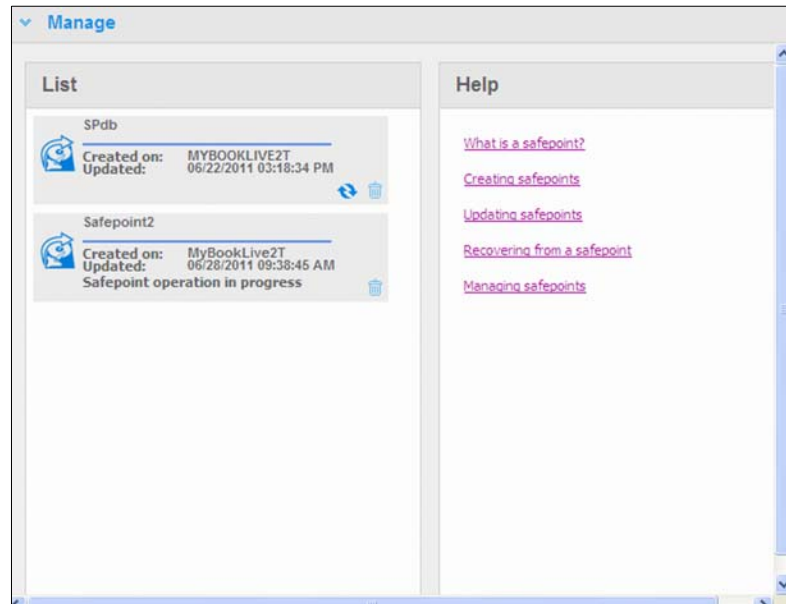 Manage
List
SPdb
Created on: MYBOOKLIVE2T
Updated: 06/22/2011 03:18:34 PM
Safepoint2
Created on: MyBookLive2T
Updated: 06/28/2011 09:38:45 AM
Safepoint operation in progress
Help
What is a safepoint?
Creating safepoints
Updating safepoints
Recovering from a safepoint
Managing safepoints